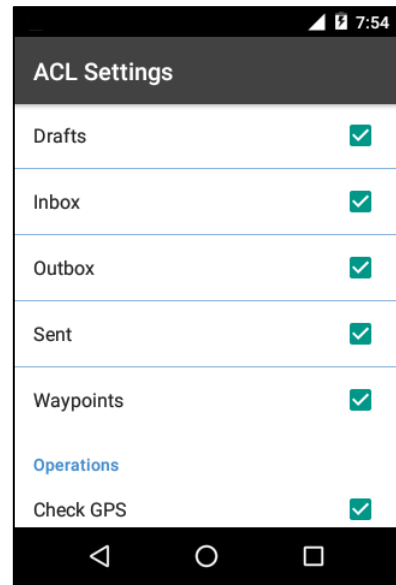 7:54
ACL Settings
Drafts
Inbox
Outbox
Sent
Waypoints
Operations
Check GPS